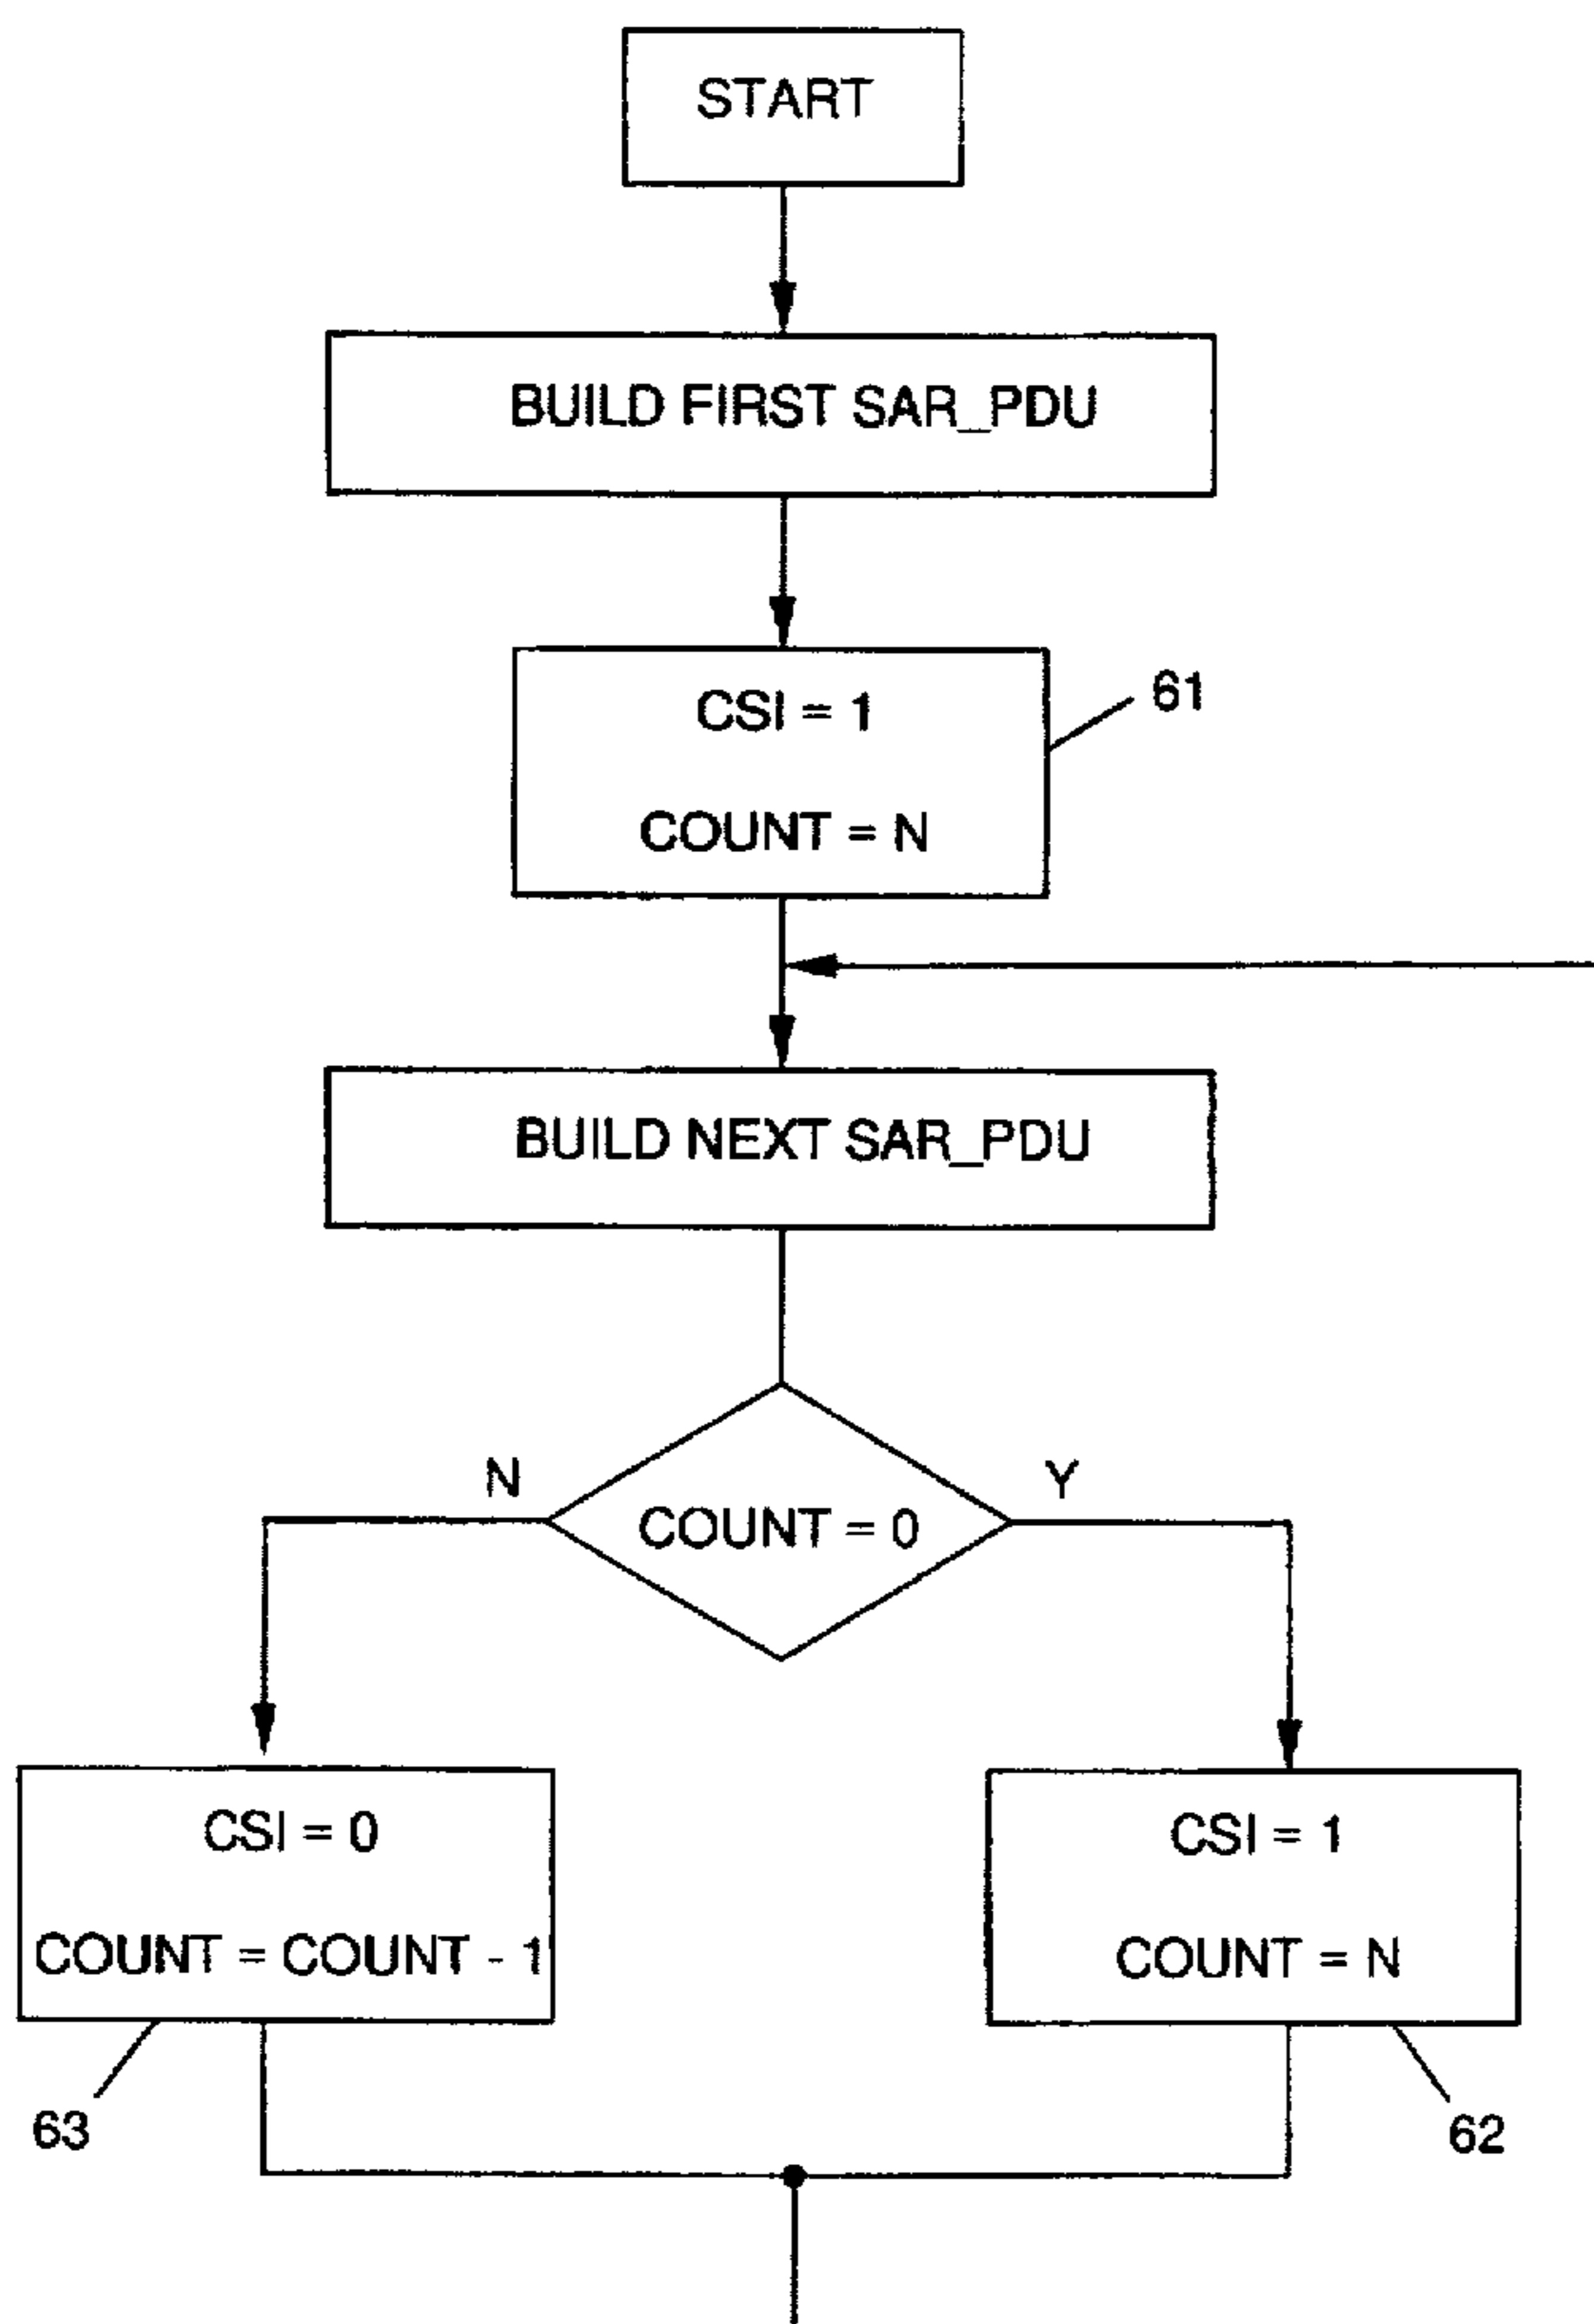 START
BUILD FIRST SAR_PDU
CSI = 1
COUNT = N
61
BUILD NEXT SAR_PDU
N
Y
COUNT = 0
CSI = 0
COUNT = COUNT - 1
CSI = 1
COUNT = N
63
62